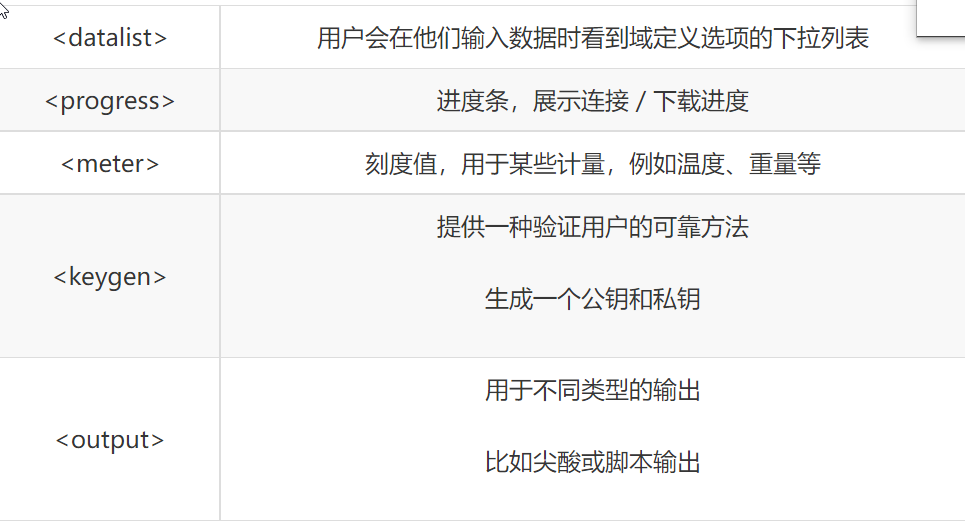 <datalist> 用户会在他们输入数据时看到域定义选项的下拉列表
<progress> 进度条，展示连接 / 下载进度
<meter> 刻度值，用于某些计量，例如温度、重量等
<keygen>
提供一种验证用户的可靠方法
生成一个公钥和私钥
<output>
用于不同类型的输出
比如尖酸或脚本输出